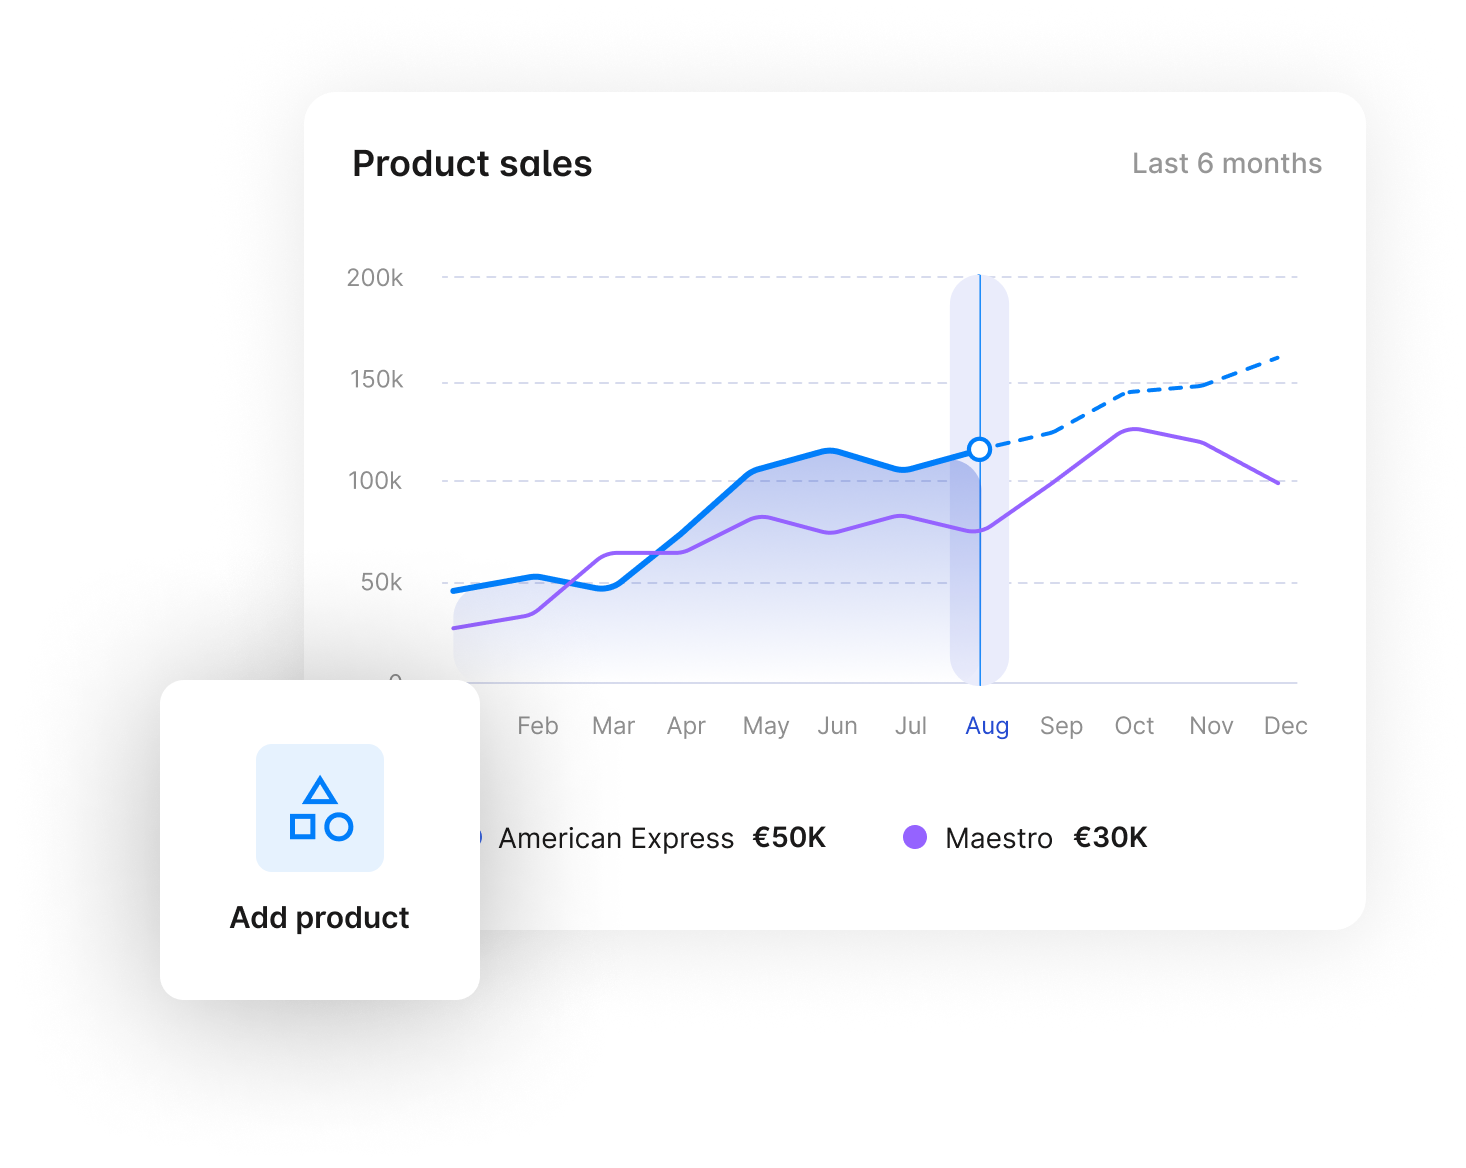 Product sales
Last 6 months
200k
150k
100k
50k
0
Feb Mar Apr May Jun Jul Aug Sep Oct Nov Dec
American Express €50K Maestro €30K
Add product